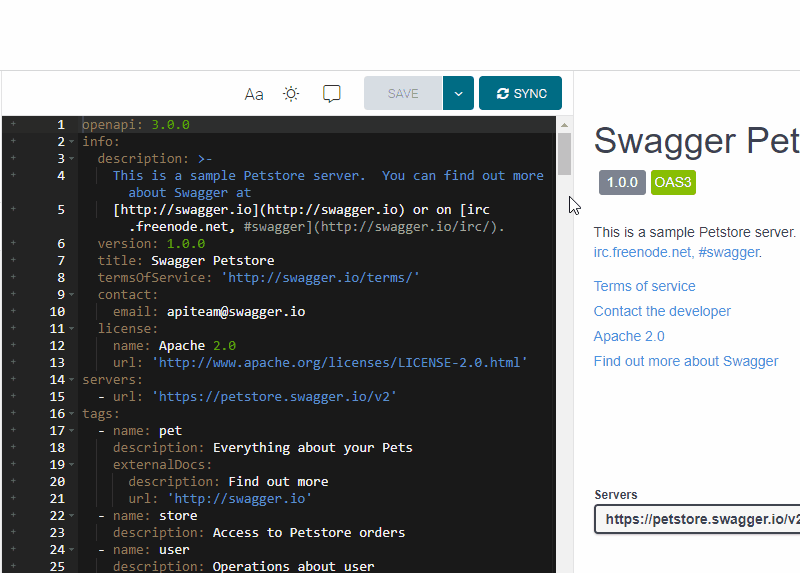 Aa SAVE SYNC
1 openapi: 3.0.0
2 info:
3 description: >-
4 This is a sample Petstore server.  You can find out more
about Swagger at
5 [http://swagger.io](http://swagger.io) or on [irc
.freenode.net, #swagger](http://swagger.io/irc/).
6 version: 1.0.0
7 title: Swagger Petstore
8 termsOfService: 'http://swagger.io/terms/'
9 contact:
10 email: apiteam@swagger.io
11 license:
12 name: Apache 2.0
13 url: 'http://www.apache.org/licenses/LICENSE-2.0.html'
14 servers:
15 - url: 'https://petstore.swagger.io/v2'
16 tags:
17 - name: pet
18 description: Everything about your Pets
19 externalDocs:
20 description: Find out more
21 url: 'http://swagger.io'
22 - name: store
23 description: Access to Petstore orders
24 - name: user
25 description: Operations about user
Swagger Pet
1.0.0 OAS3
This is a sample Petstore server.
irc.freenode.net, #swagger.
Terms of service
Contact the developer
Apache 2.0
Find out more about Swagger
Servers
https://petstore.swagger.io/v2